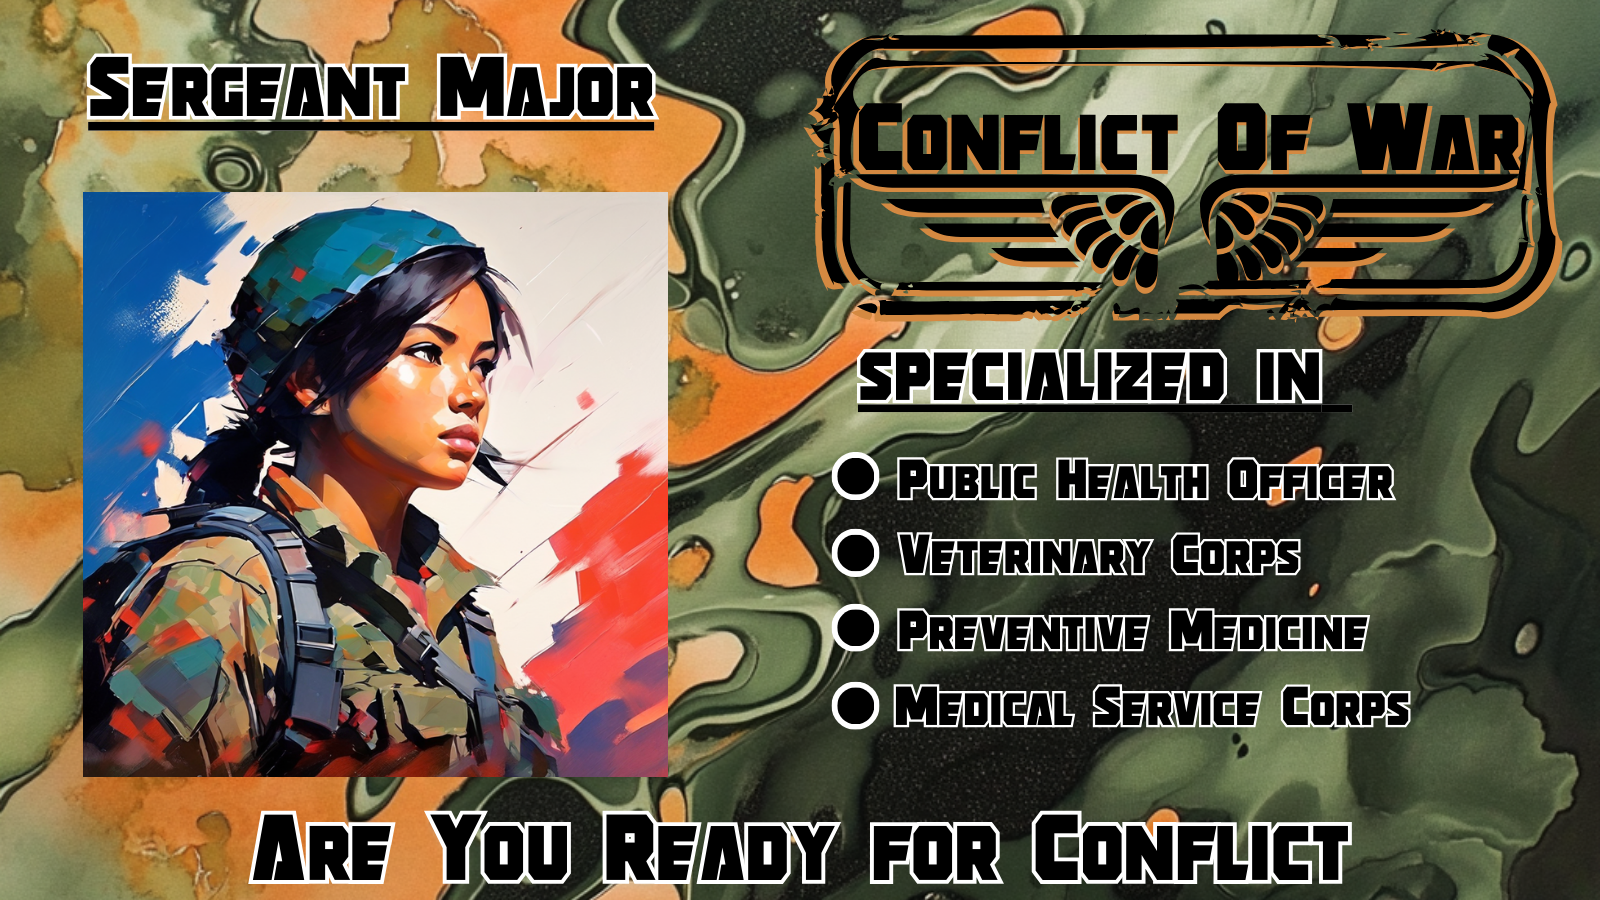 Sergeant Major
Conflict Of War
Specialized in
Public Health Officer
Veterinary Corps
Preventive Medicine
Medical Service Corps
Are You Ready for Conflict